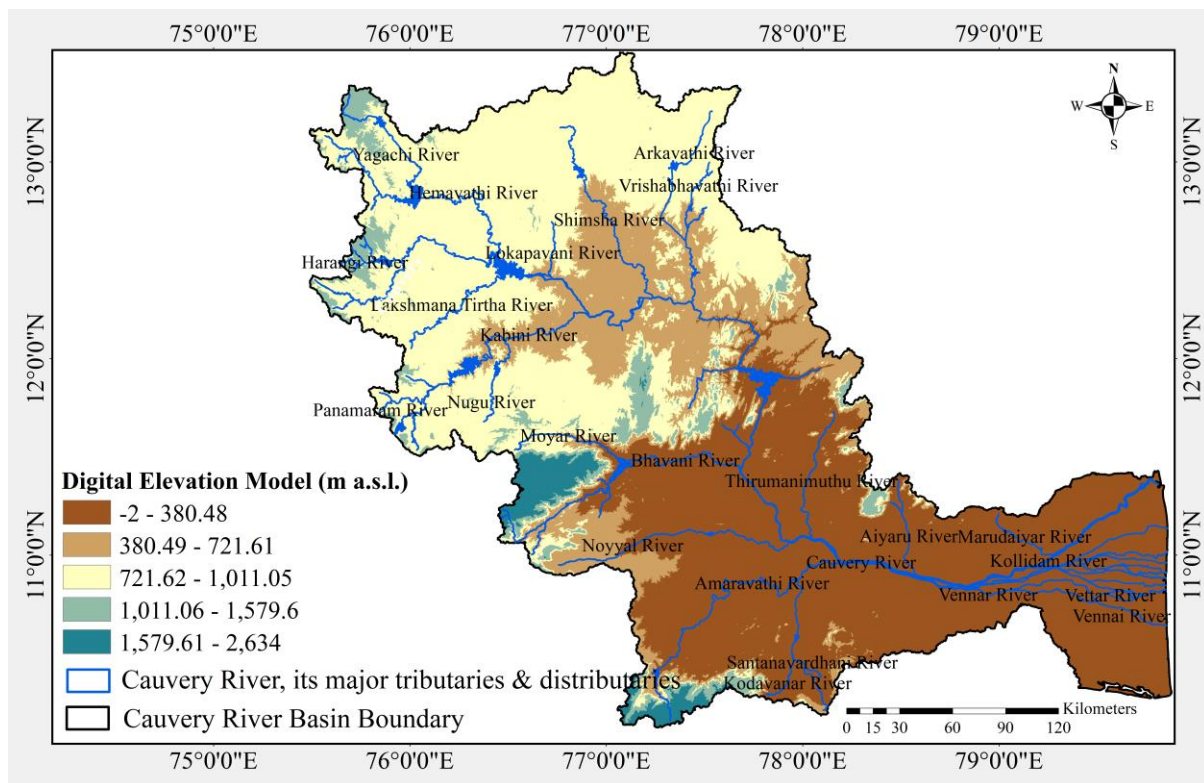 75°0'0"E 76°0'0"E 77°0'0"E 78°0'0"E 79°0'0"E
N
W E
S
13°0'0"N
13°0'0"N
12°0'0"N
12°0'0"N
11°0'0"N
11°0'0"N
Yagachi River
Arkavathi River
Hemavathi River
Vrishabhavathi River
Shimsha River
Harangi River
Lokapavani River
Lakshmana Tirtha River
Kabini River
Panamaram River
Nugu River
Moyar River
Bhavani River
Thirumanimuthu River
Noyyal River
Aiyaru River
Marudaiyar River
Cauvery River
Kollidam River
Amaravathi River
Vennar River
Vettar River
Vennai River
Santanavardhani River
Kodavanar River
Digital Elevation Model (m a.s.l.)
-2 - 380.48
380.49 - 721.61
721.62 - 1,011.05
1,011.06 - 1,579.6
1,579.61 - 2,634
Cauvery River, its major tributaries & distributaries
Cauvery River Basin Boundary
Kilometers
0 15 30 60 90 120
75°0'0"E 76°0'0"E 77°0'0"E 78°0'0"E 79°0'0"E